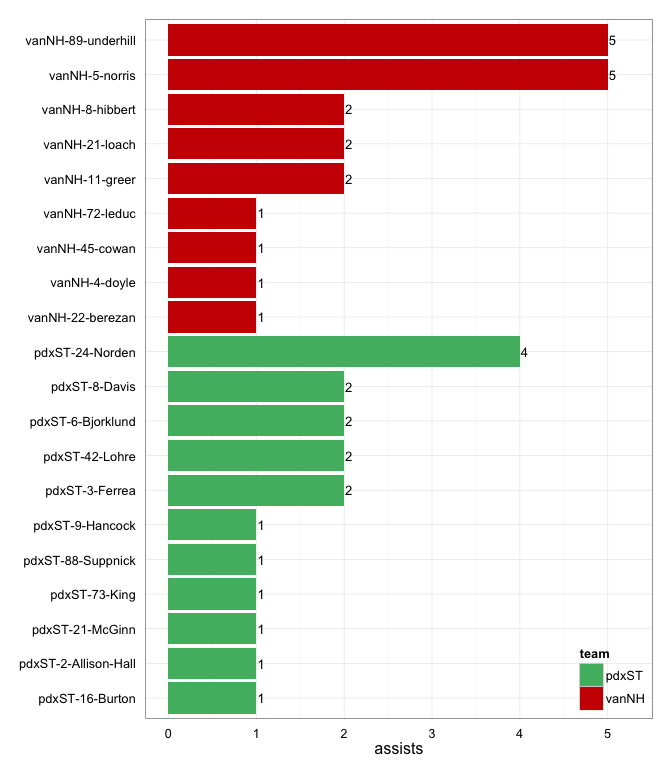 vanNH-89-underhill 5
vanNH-5-norris 5
vanNH-8-hibbert 2
vanNH-21-loach 2
vanNH-11-greer 2
vanNH-72-leduc 1
vanNH-45-cowan 1
vanNH-4-doyle 1
vanNH-22-berezan 1
pdxST-24-Norden 4
pdxST-8-Davis 2
pdxST-6-Bjorklund 2
pdxST-42-Lohre 2
pdxST-3-Ferrea 2
pdxST-9-Hancock 1
pdxST-88-Suppnick 1
pdxST-73-King 1
pdxST-21-McGinn 1
pdxST-2-Allison-Hall 1
pdxST-16-Burton 1
team
pdxST
vanNH
0 1 2 3 4 5
assists